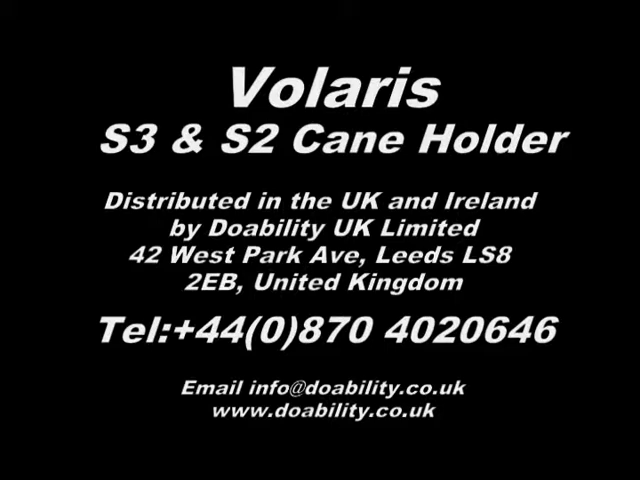 Volaris
S3 & S2 Cane Holder
Distributed in the UK and Ireland
by Doability UK Limited
42 West Park Ave, Leeds LS8
2EB, United Kingdom
Tel:+44(0)870 4020646
Email info@doability.co.uk
www.doability.co.uk